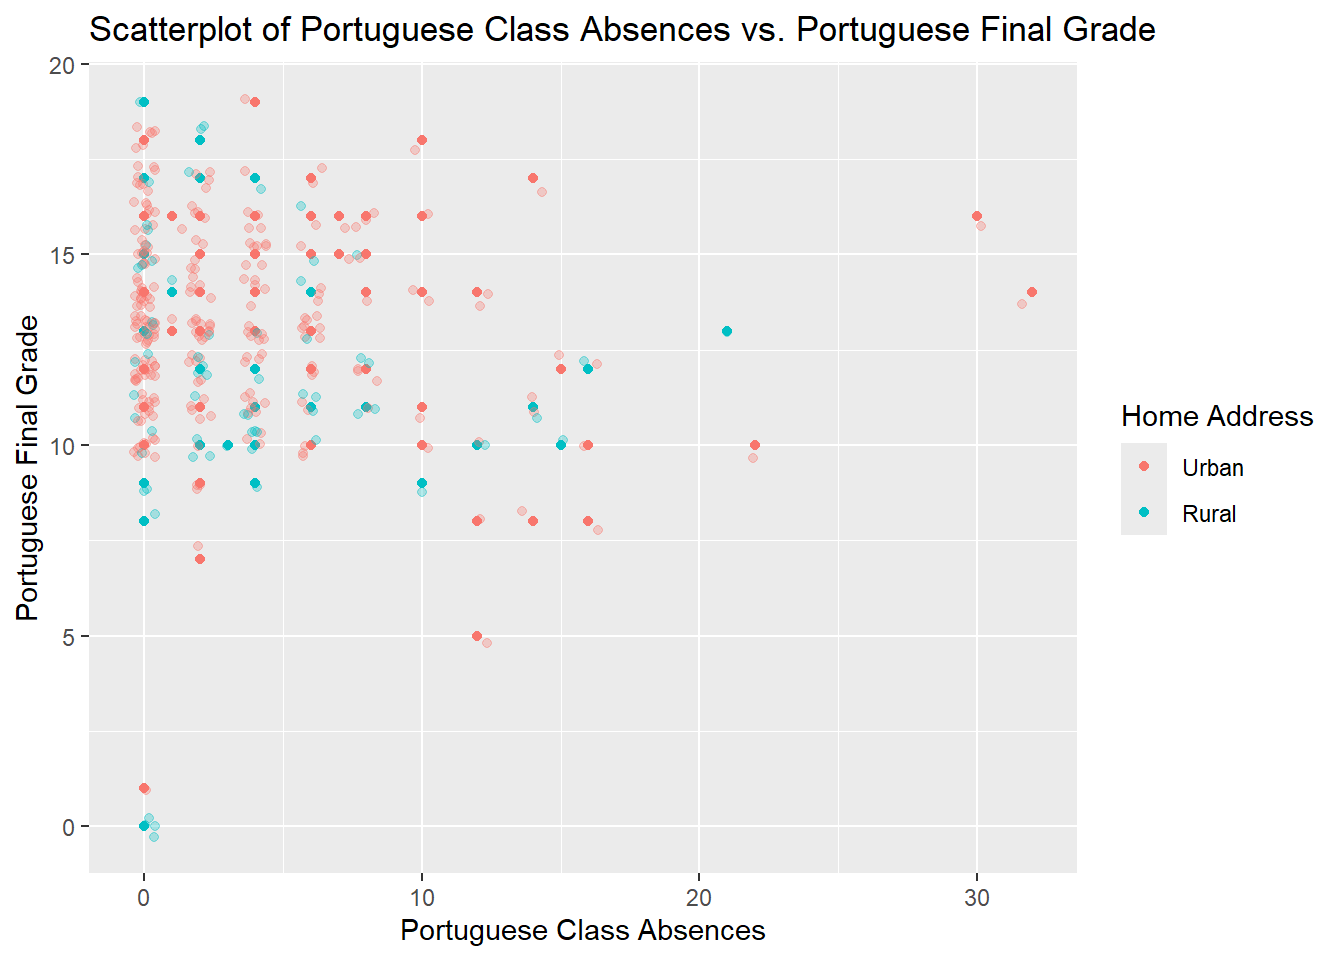 Scatterplot of Portuguese Class Absences vs. Portuguese Final Grade
20
15
10
5
0
Portuguese Final Grade
0 10 20 30
Portuguese Class Absences
Home Address
Urban
Rural